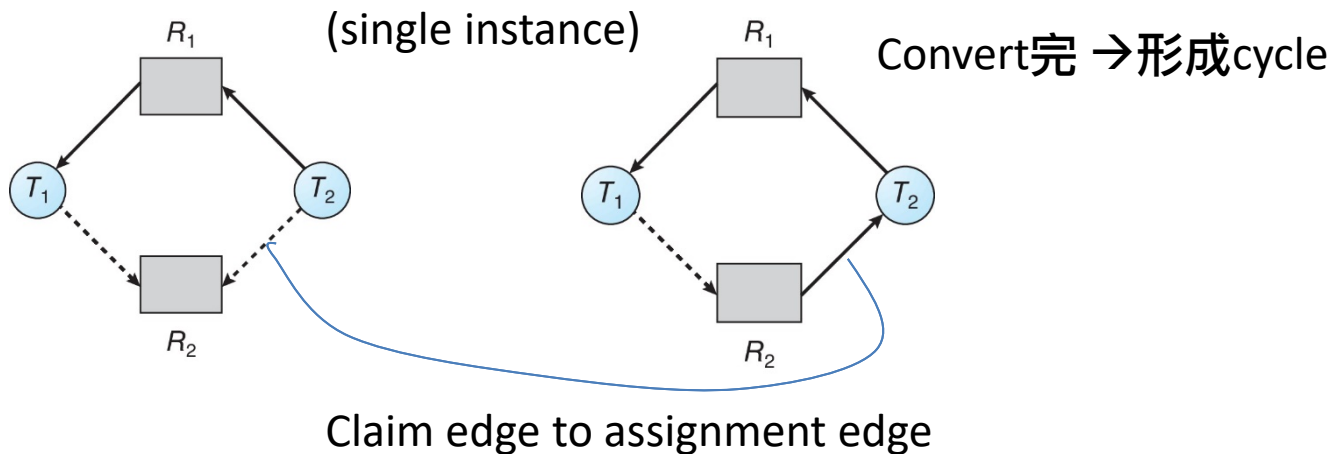 (single instance)
Convert完 →形成cycle
R1
T1
T2
R2
R1
T1
T2
R2
Claim edge to assignment edge